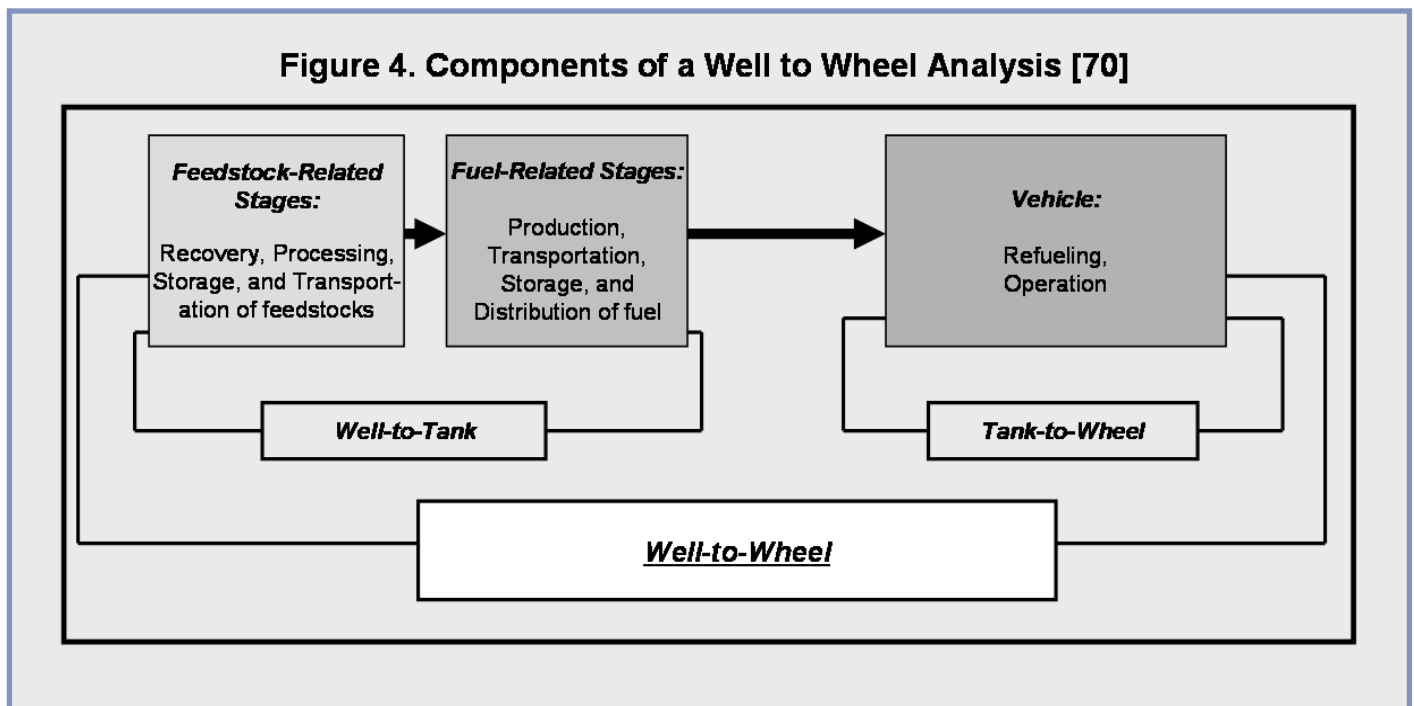 Figure 4. Components of a Well to Wheel Analysis [70]
Feedstock-Related
Stages:
Recovery, Processing,
Storage, and Transport-
ation of feedstocks
Fuel-Related Stages:
Production,
Transportation,
Storage, and
Distribution of fuel
Vehicle:
Refueling,
Operation
Well-to-Tank
Tank-to-Wheel
Well-to-Wheel